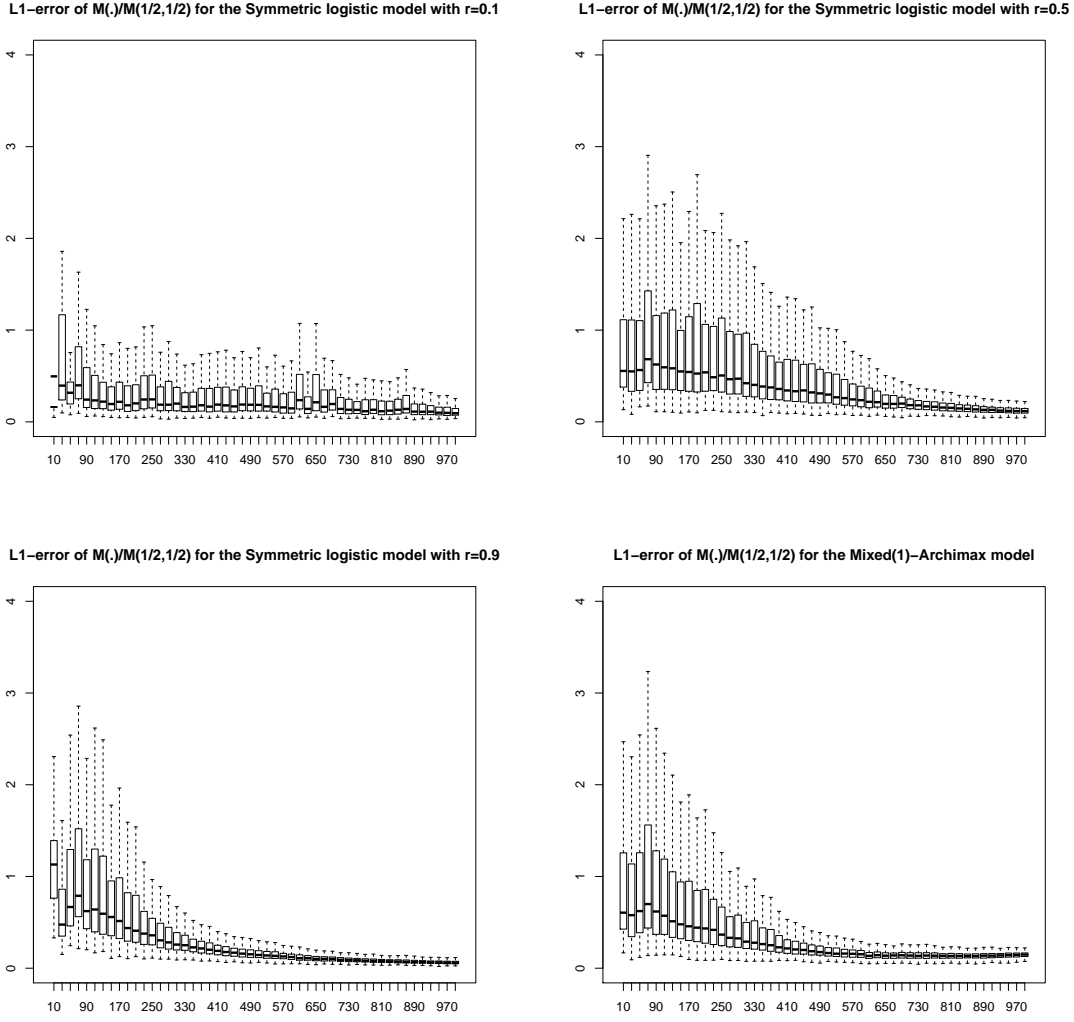 L1−error of M(.)/M(1/2,1/2) for the Symmetric logistic model with r=0.1
4
3
2
1
0
10 90 170 250 330 410 490 570 650 730 810 890 970
L1−error of M(.)/M(1/2,1/2) for the Symmetric logistic model with r=0.5
4
3
2
1
0
10 90 170 250 330 410 490 570 650 730 810 890 970
L1−error of M(.)/M(1/2,1/2) for the Symmetric logistic model with r=0.9
4
3
2
1
0
10 90 170 250 330 410 490 570 650 730 810 890 970
L1−error of M(.)/M(1/2,1/2) for the Mixed(1)−Archimax model
4
3
2
1
0
10 90 170 250 330 410 490 570 650 730 810 890 970